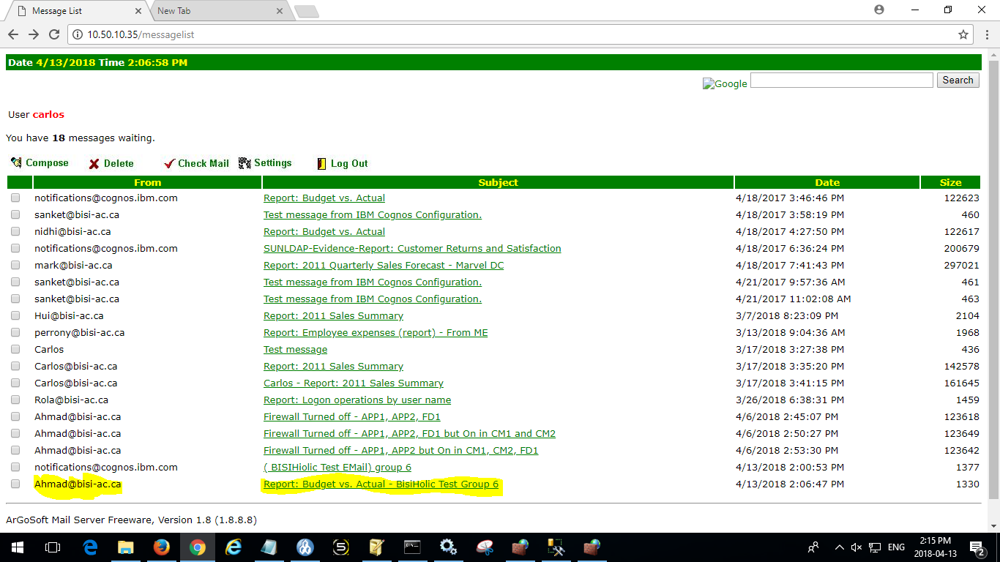 Message List
New Tab
10.50.10.35/messagelist
Date 4/13/2018 Time 2:06:58 PM
Google Search
User carlos
You have 18 messages waiting.
Compose Delete Check Mail Settings Log Out
From Subject Date Size
notifications@cognos.ibm.com Report: Budget vs. Actual 4/18/2017 3:46:46 PM 122623
sanket@bisi-ac.ca Test message from IBM Cognos Configuration. 4/18/2017 3:58:19 PM 460
nidhi@bisi-ac.ca Report: Budget vs. Actual 4/18/2017 4:27:50 PM 122617
notifications@cognos.ibm.com SUNLDAP-Evidence-Report: Customer Returns and Satisfaction 4/18/2017 6:36:24 PM 200679
mark@bisi-ac.ca Report: 2011 Quarterly Sales Forecast - Marvel DC 4/18/2017 7:41:43 PM 297021
sanket@bisi-ac.ca Test message from IBM Cognos Configuration. 4/21/2017 9:57:36 AM 461
sanket@bisi-ac.ca Test message from IBM Cognos Configuration. 4/21/2017 11:02:08 AM 463
Hui@bisi-ac.ca Report: 2011 Sales Summary 3/7/2018 8:23:09 PM 2104
perrony@bisi-ac.ca Report: Employee expenses (report) - From ME 3/13/2018 9:04:36 AM 1968
Carlos Test message 3/17/2018 3:27:38 PM 436
Carlos@bisi-ac.ca Report: 2011 Sales Summary 3/17/2018 3:35:20 PM 142578
Carlos@bisi-ac.ca Carlos - Report: 2011 Sales Summary 3/17/2018 3:41:15 PM 161645
Rola@bisi-ac.ca Report: Logon operations by user name 3/26/2018 6:38:31 PM 1459
Ahmad@bisi-ac.ca Firewall Turned off - APP1, APP2, FD1 4/6/2018 2:45:07 PM 123618
Ahmad@bisi-ac.ca Firewall Turned off - APP1, APP2, FD1 but On in CM1 and CM2 4/6/2018 2:50:27 PM 123649
Ahmad@bisi-ac.ca Firewall Turned off - APP1, APP2 but On in CM1, CM2, FD1 4/6/2018 2:53:30 PM 123642
notifications@cognos.ibm.com ( BISIHiolic Test EMail) group 6 4/13/2018 2:00:53 PM 1377
Ahmad@bisi-ac.ca Report: Budget vs. Actual - BisiHolic Test Group 6 4/13/2018 2:06:47 PM 1330
ArGoSoft Mail Server Freeware, Version 1.8 (1.8.8.8)
ENG 2:15 PM
2018-04-13 2